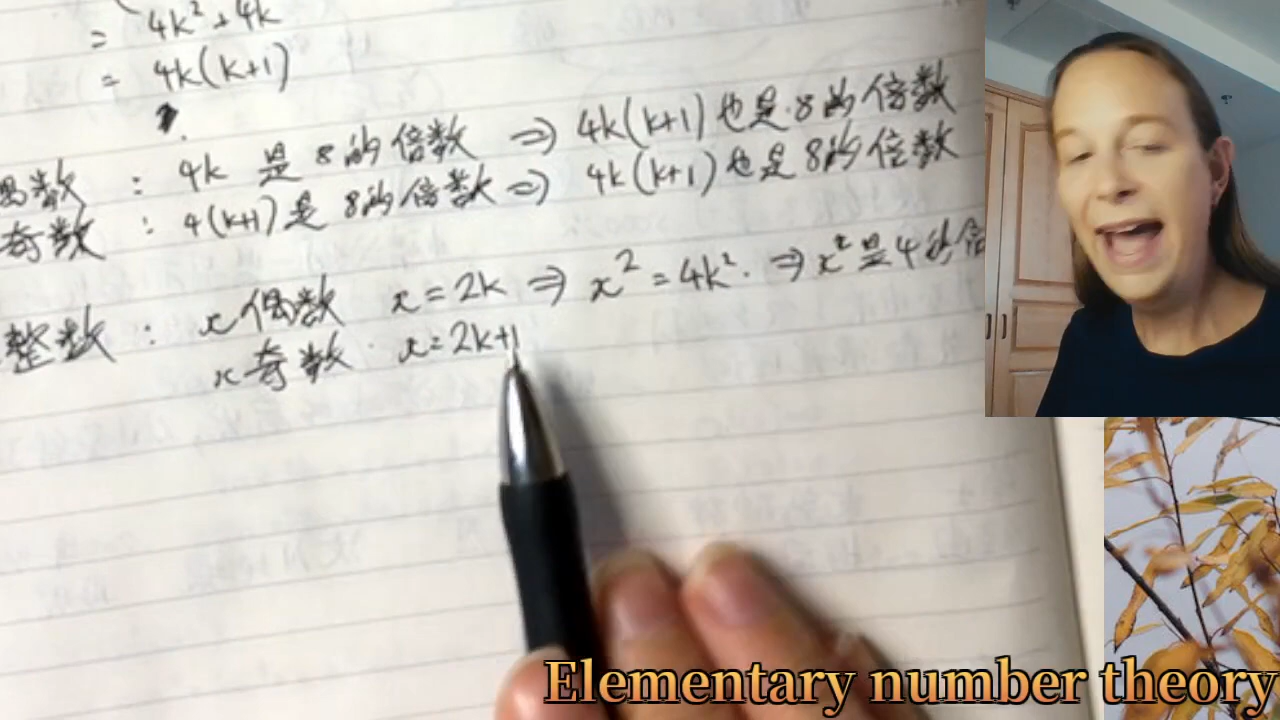 = 4k² + 4k
= 4k(k+1)
偶数 : 4k 是 8的倍数 ⇒ 4k(k+1) 也是 8的倍数
奇数 : 4(k+1) 是 8的倍数 ⇒ 4k(k+1) 也是 8的倍数
整数 : x 偶数 x = 2k ⇒ x² = 4k². ⇒ x² 是 4 的倍
x 奇数 x = 2k+1
Elementary number theory